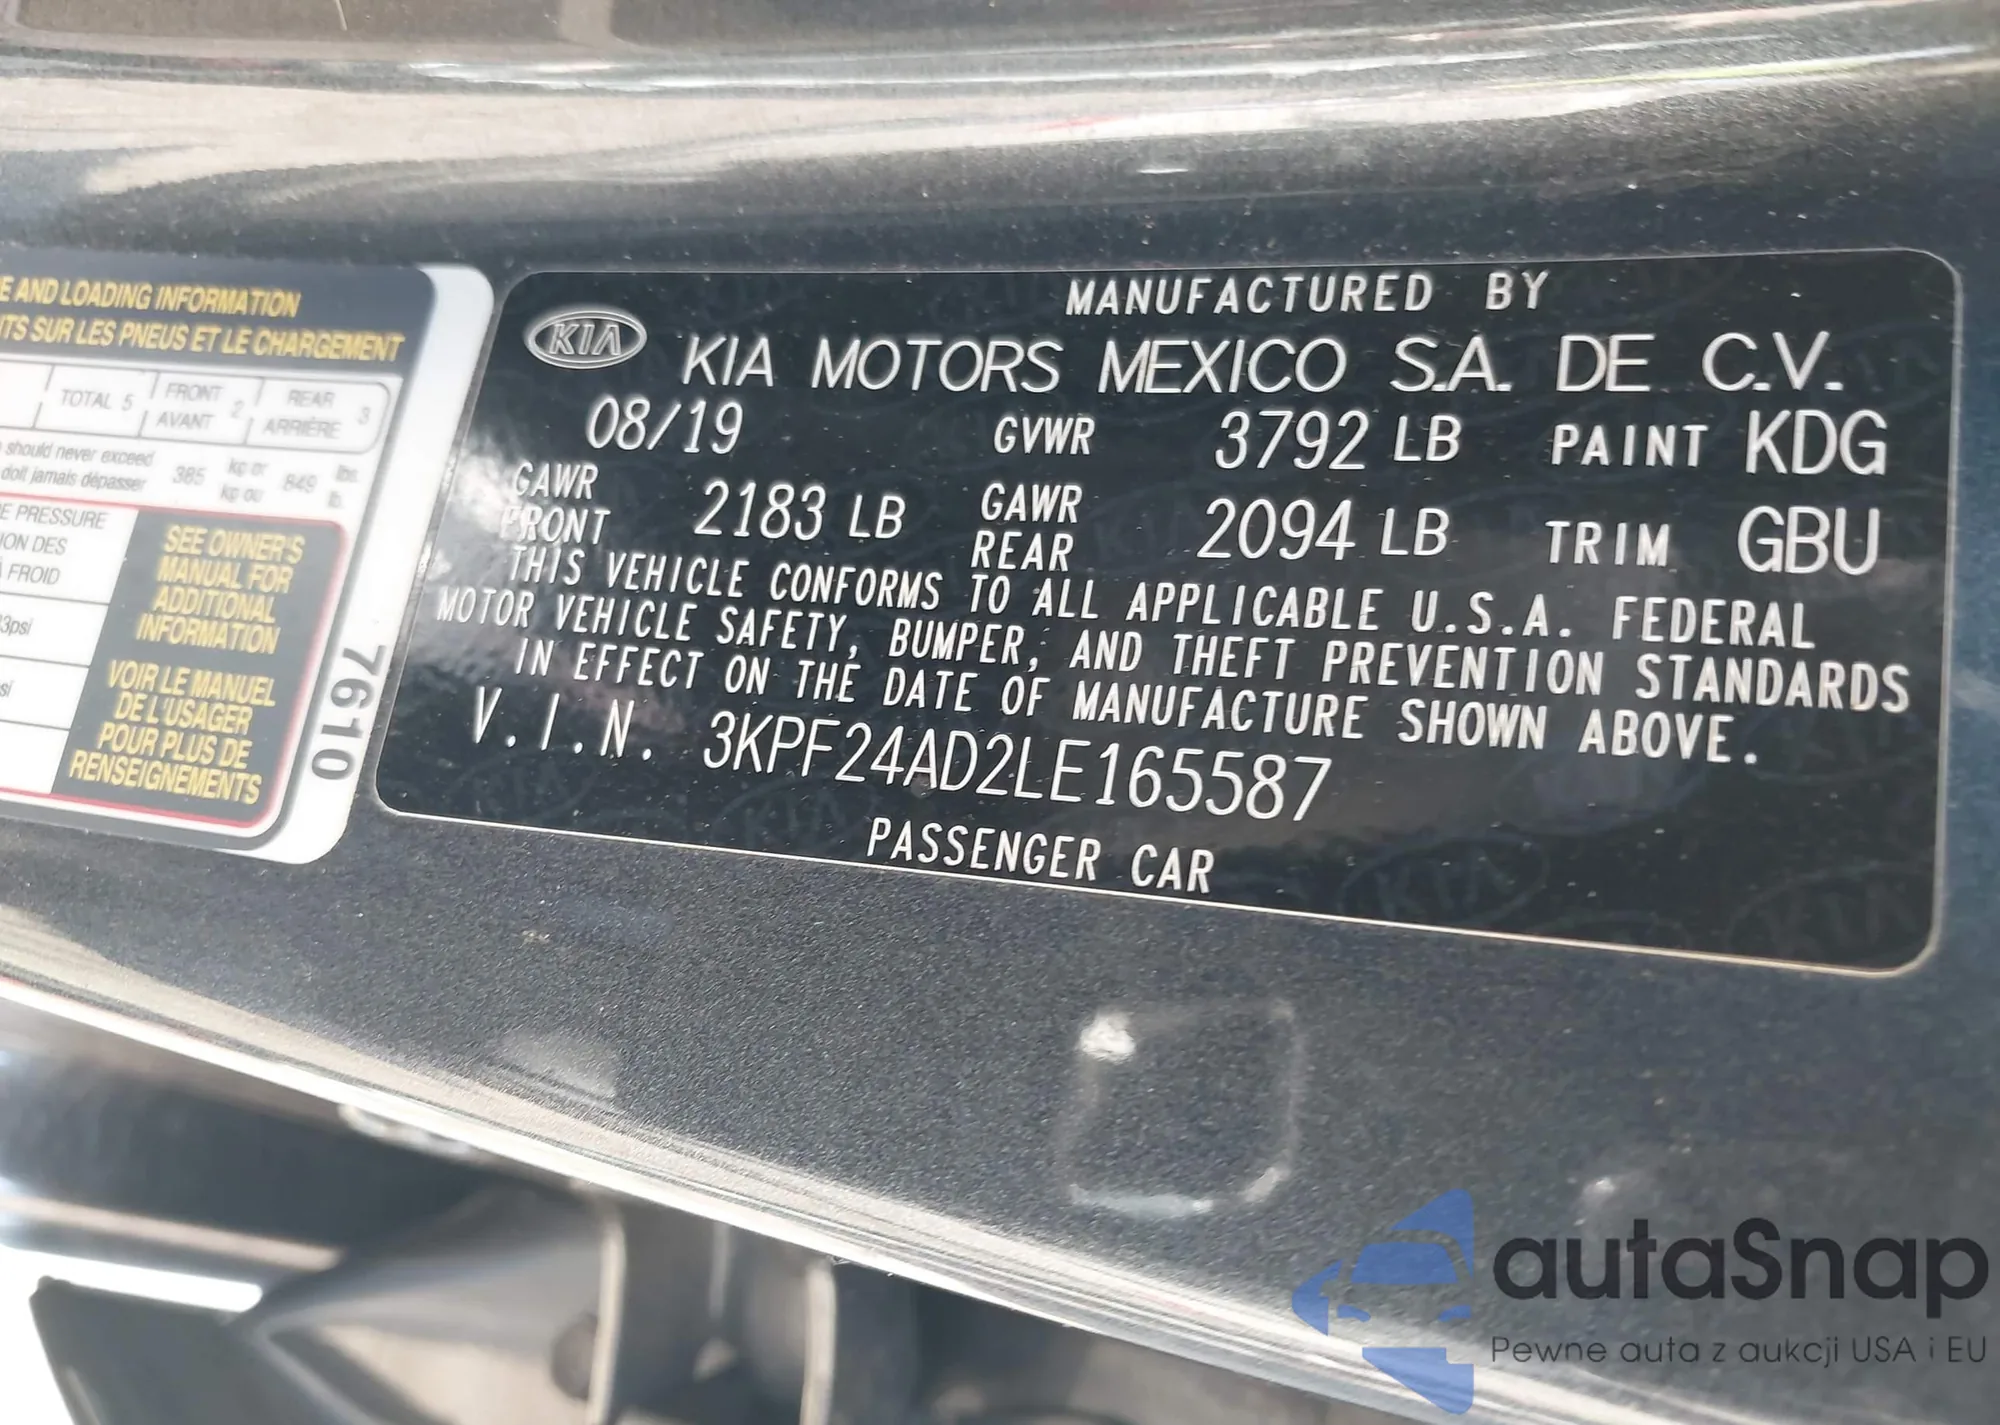 E AND LOADING INFORMATION
TS SUR LES PNEUS ET LE CHARGEMENT
TOTAL 5 FRONT AVANT 2 REAR ARRIÈRE 3
should never exceed 385 kg or 849 lbs.
doit jamais dépasser kg ou lb.
E PRESSURE
ION DES
À FROID
3psi
si
SEE OWNER'S
MANUAL FOR
ADDITIONAL
INFORMATION
VOIR LE MANUEL
DE L'USAGER
POUR PLUS DE
RENSEIGNEMENTS
7610
MANUFACTURED BY
KIA KIA MOTORS MEXICO S.A. DE C.V.
08/19 GVWR 3792 LB PAINT KDG
GAWR FRONT 2183 LB GAWR REAR 2094 LB TRIM GBU
THIS VEHICLE CONFORMS TO ALL APPLICABLE U.S.A. FEDERAL
MOTOR VEHICLE SAFETY, BUMPER, AND THEFT PREVENTION STANDARDS
IN EFFECT ON THE DATE OF MANUFACTURE SHOWN ABOVE.
V.I.N. 3KPF24AD2LE165587
PASSENGER CAR
autaSnap
Pewne auta z aukcji USA i EU